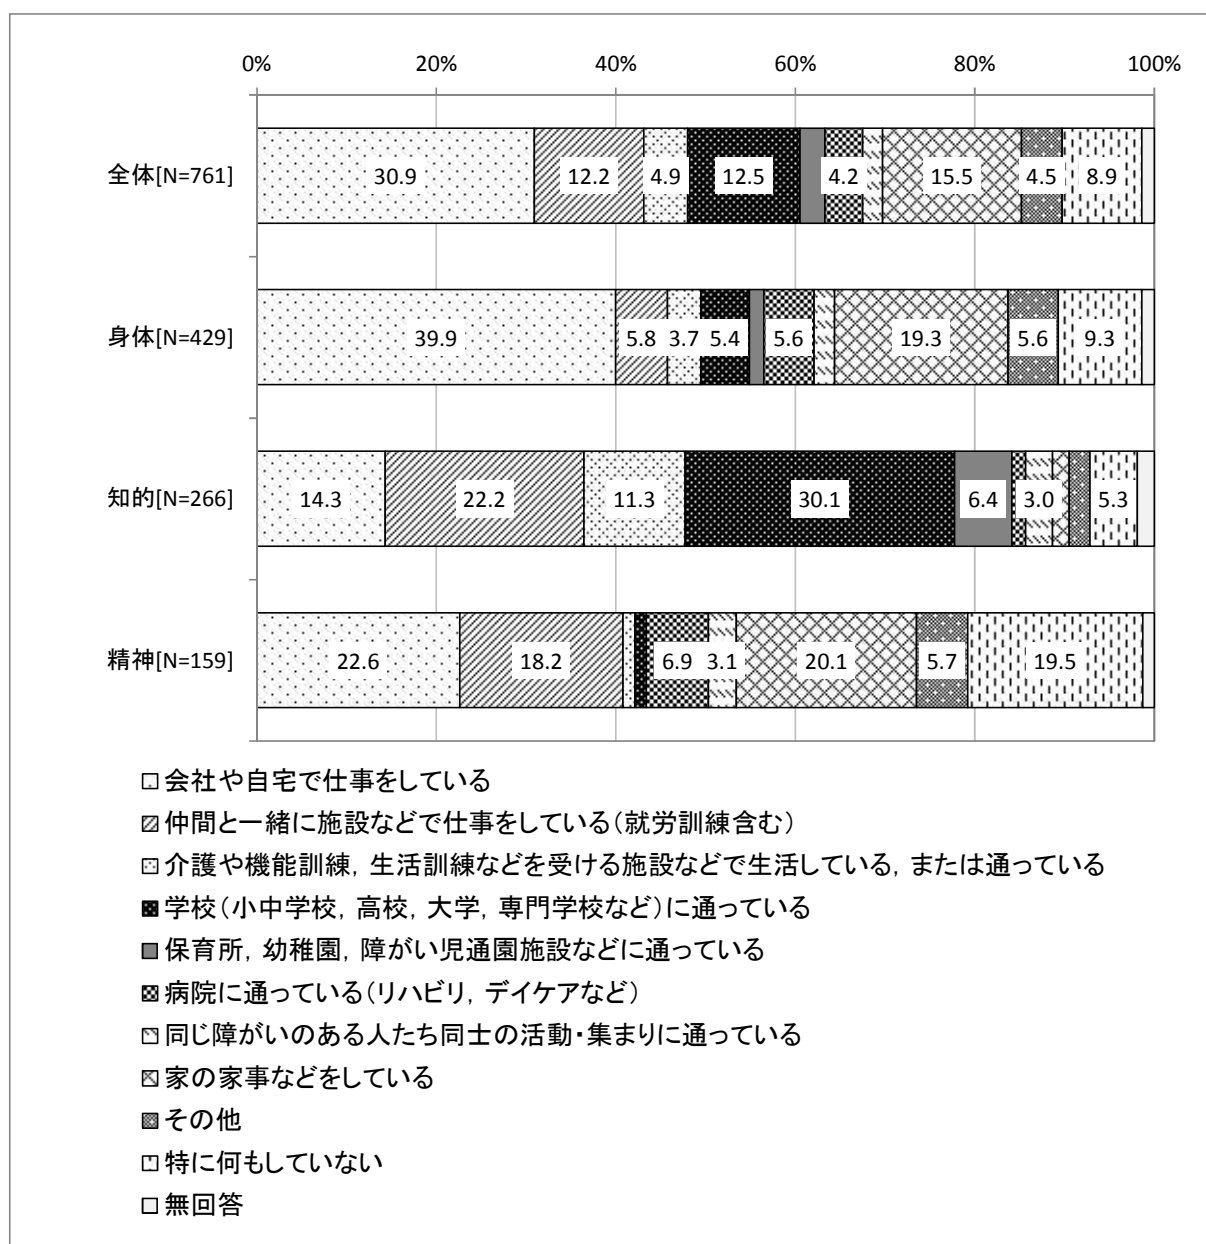 0% 20% 40% 60% 80% 100%
全体[N=761] 30.9 12.2 4.9 12.5 4.2 15.5 4.5 8.9
身体[N=429] 39.9 5.8 3.7 5.4 5.6 19.3 5.6 9.3
知的[N=266] 14.3 22.2 11.3 30.1 6.4 3.0 5.3
精神[N=159] 22.6 18.2 6.9 3.1 20.1 5.7 19.5
会社や自宅で仕事をしている
仲間と一緒に施設などで仕事をしている(就労訓練含む)
介護や機能訓練,生活訓練などを受ける施設などで生活している,または通っている
学校(小中学校,高校,大学,専門学校など)に通っている
保育所,幼稚園,障がい児通園施設などに通っている
病院に通っている(リハビリ,デイケアなど)
同じ障がいのある人たち同士の活動・集まりに通っている
家の家事などをしている
その他
特に何もしていない
無回答